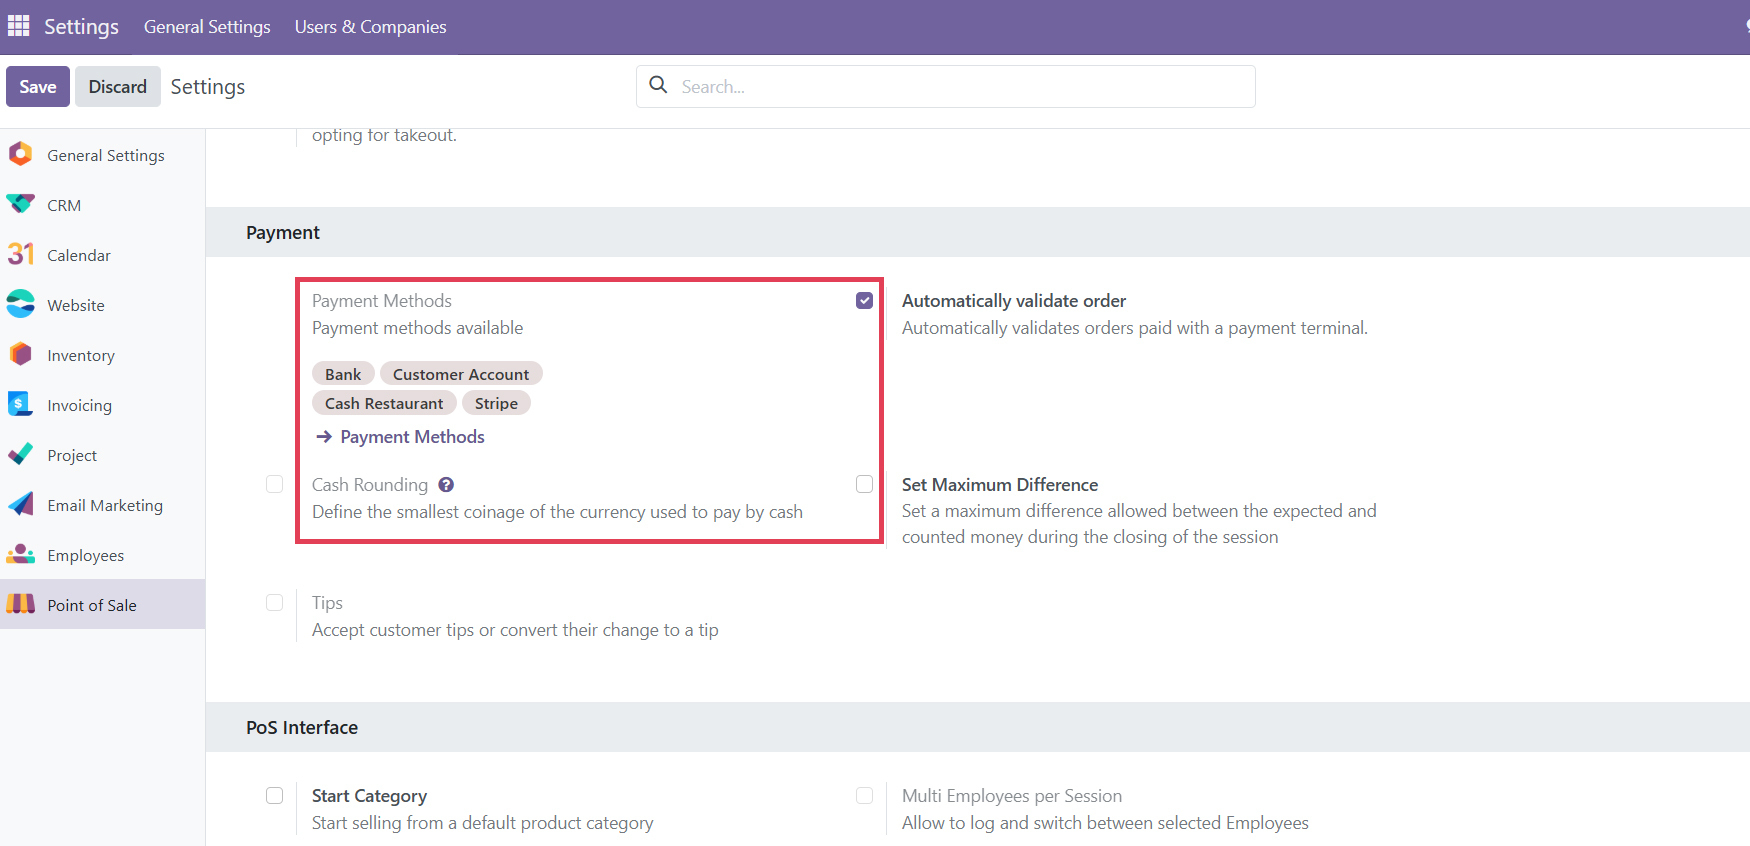 Settings General Settings Users & Companies
Save Discard Settings
Search...
General Settings
CRM
31 Calendar
Website
Inventory
$ Invoicing
Project
Email Marketing
Employees
Point of Sale
opting for takeout.
Payment
Payment Methods
Payment methods available
Bank Customer Account
Cash Restaurant Stripe
→ Payment Methods
Automatically validate order
Automatically validates orders paid with a payment terminal.
Cash Rounding ?
Define the smallest coinage of the currency used to pay by cash
Set Maximum Difference
Set a maximum difference allowed between the expected and
counted money during the closing of the session
Tips
Accept customer tips or convert their change to a tip
PoS Interface
Start Category
Start selling from a default product category
Multi Employees per Session
Allow to log and switch between selected Employees